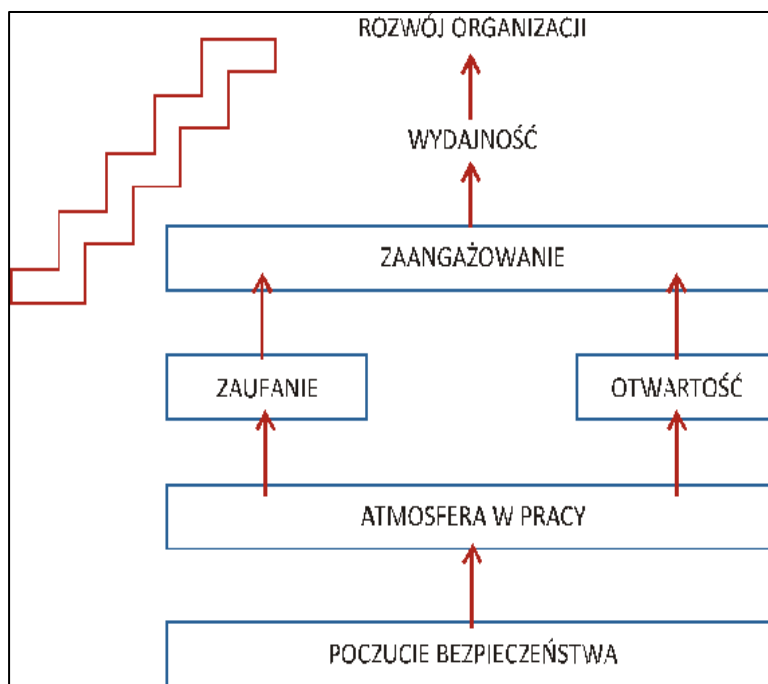 ROZWÓJ ORGANIZACJI
WYDAJNOŚĆ
ZAANGAŻOWANIE
ZAUFANIE
OTWARTOŚĆ
ATMOSFERA W PRACY
POCZUCIE BEZPIECZEŃSTWA